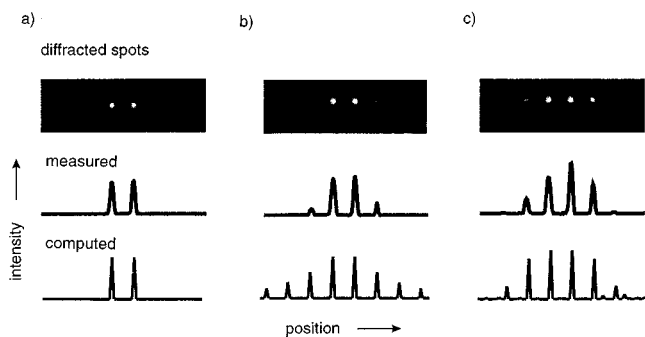 a)
b)
c)
diffracted spots
measured
computed
intensity
position